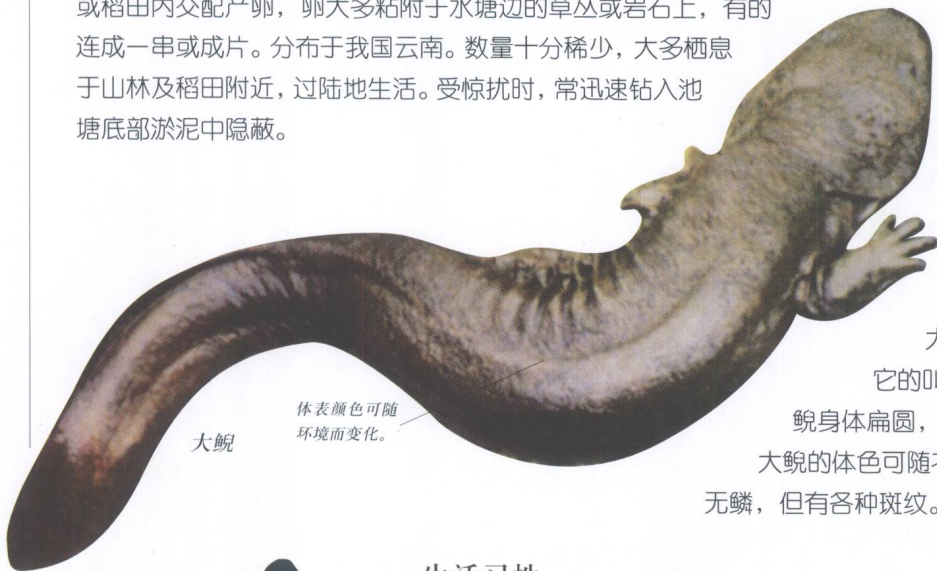 或稻田内交配产卵，卵大多粘附于水塘边的草丛或岩石上，有的
连成一串或成片。分布于我国云南。数量十分稀少，大多栖息
于山林及稻田附近，过陆地生活。受惊扰时，常迅速钻入池
塘底部淤泥中隐蔽。
体表颜色可随
环境而变化。
大鲵
大
它的叫
鲵身体扁圆，
大鲵的体色可随
无鳞，但有各种斑纹。
生活习性